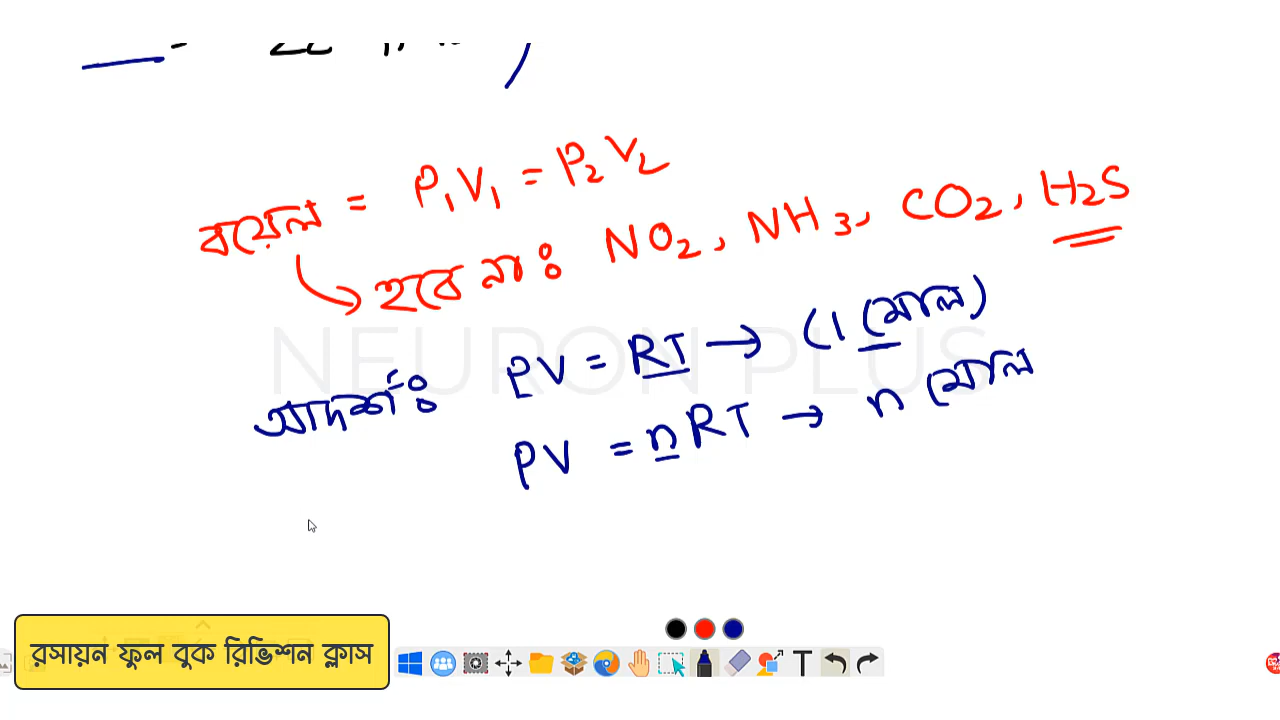 বয়েল = P₁V₁ = P₂V₂
হবে নাঃ NO₂, NH₃, CO₂, H₂S
NEURON PLUS
আদর্শঃ PV = RT → (1 মোল)
PV = nRT → n মোল
রসায়ন ফুল বুক রিভিশন ক্লাস
T